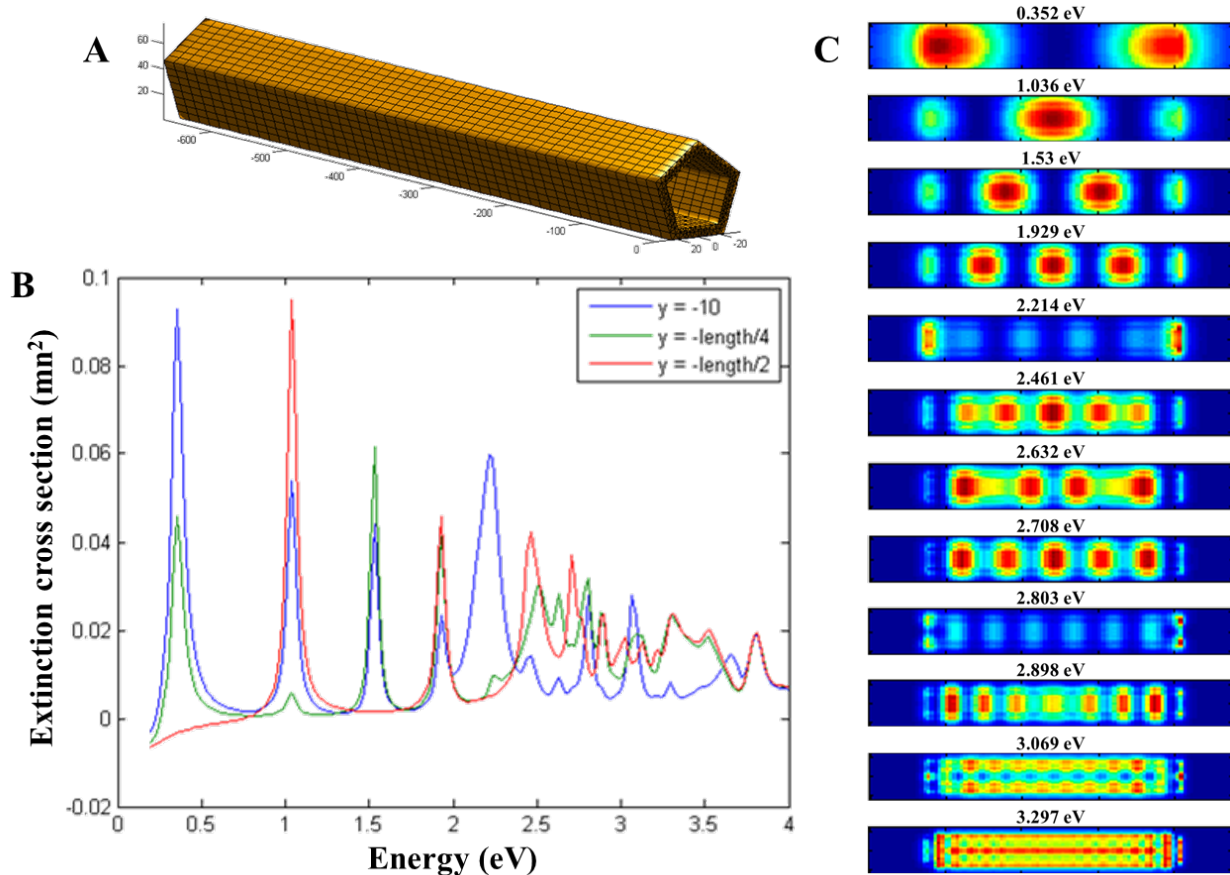 A
60
40
20
-600
-500
-400
-300
-200
-100
0
20
0
-20
B
Extinction cross section (mn²)
0.1
0.08
0.06
0.04
0.02
0
-0.02
y = -10
y = -length/4
y = -length/2
0
0.5
1
1.5
2
2.5
3
3.5
4
Energy (eV)
C
0.352 eV
1.036 eV
1.53 eV
1.929 eV
2.214 eV
2.461 eV
2.632 eV
2.708 eV
2.803 eV
2.898 eV
3.069 eV
3.297 eV